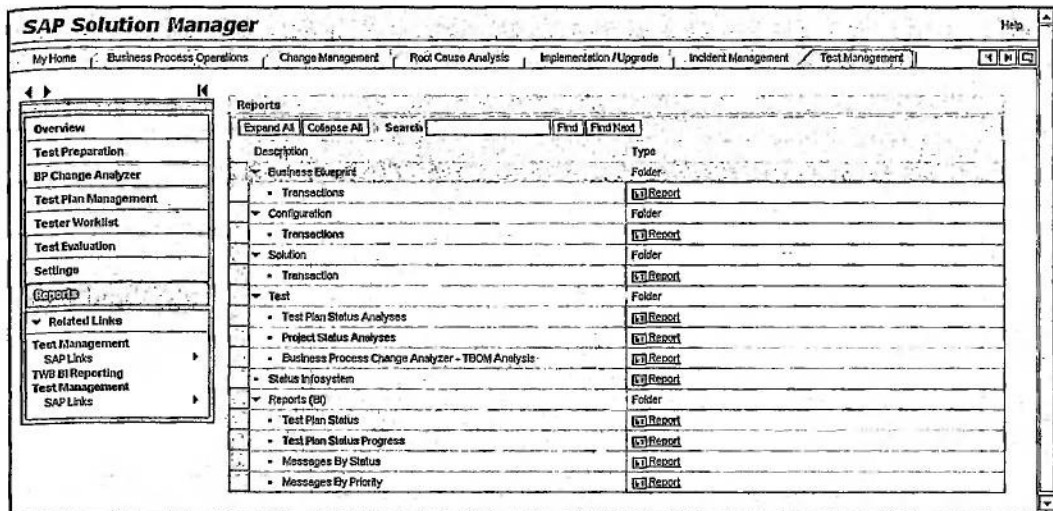 SAP Solution Manager
Help
My Home Business Process Operations Change Management Root Cause Analysis Implementation / Upgrade Incident Management Test Management
Overview
Test Preparation
BP Change Analyzer
Test Plan Management
Tester Worklist
Test Evaluation
Settings
Reports
Related Links
Test Management
SAP Links
TWB BI Reporting
Test Management
SAP Links
Reports
Expand All Collapse All Search Find Find Next
Description Type
Business Blueprint Folder
Transactions Report
Configuration Folder
Transactions Report
Solution Folder
Transaction Report
Test Folder
Test Plan Status Analyses Report
Project Status Analyses Report
Business Process Change Analyzer - TBOM Analysis Report
Status Infosystem Report
Reports (BI) Folder
Test Plan Status Report
Test Plan Status Progress Report
Messages By Status Report
Messages By Priority Report